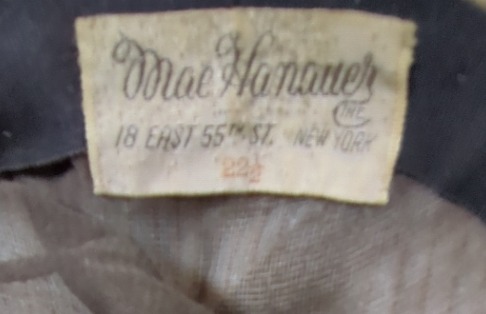 Mae Hanauer
INC
18 EAST 55TH ST. NEW YORK
22½